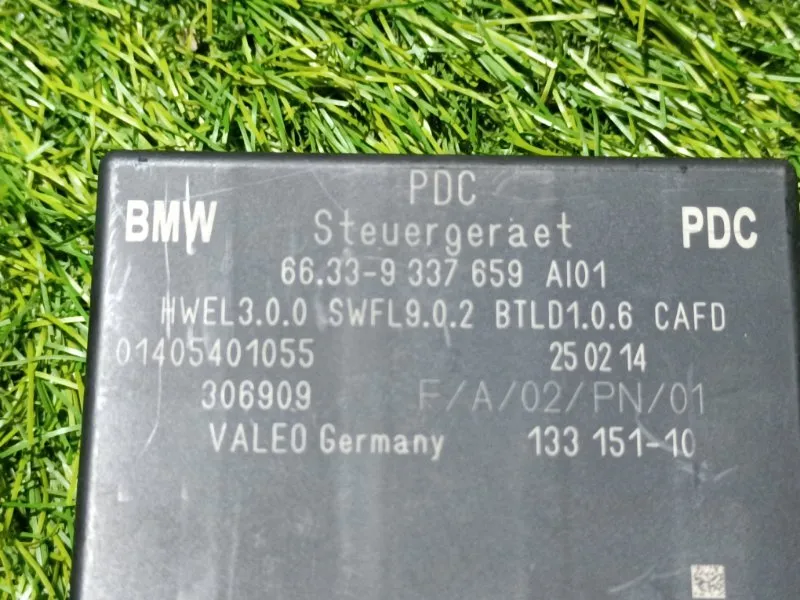 PDC
BMW Steuergeraet PDC
66.33-9 337 659 AI01
HWEL3.0.0 SWFL9.0.2 BTLD1.0.6 CAFD
01405401055 25 02 14
306909 F/A/02/PN/01
VALEO Germany 133 151-10